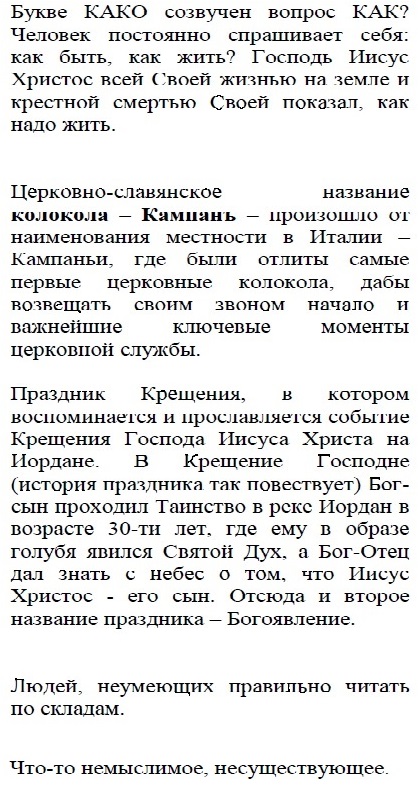 Букве КАКО созвучен вопрос КАК?
Человек постоянно спрашивает себя:
как быть, как жить? Господь Иисус
Христос всей Своей жизнью на земле и
крестной смертью Своей показал, как
надо жить.
Церковно-славянское название
колокола – Кампанъ – произошло от
наименования местности в Италии –
Кампаньи, где были отлиты самые
первые церковные колокола, дабы
возвещать своим звоном начало и
важнейшие ключевые моменты
церковной службы.
Праздник Крещения, в котором
воспоминается и прославляется событие
Крещения Господа Иисуса Христа на
Иордане. В Крещение Господне
(история праздника так повествует) Бог-
сын проходил Таинство в реке Иордан в
возрасте 30-ти лет, где ему в образе
голубя явился Святой Дух, а Бог-Отец
дал знать с небес о том, что Иисус
Христос - его сын. Отсюда и второе
название праздника – Богоявление.
Людей, неумеющих правильно читать
по складам.
Что-то немыслимое, несуществующее.